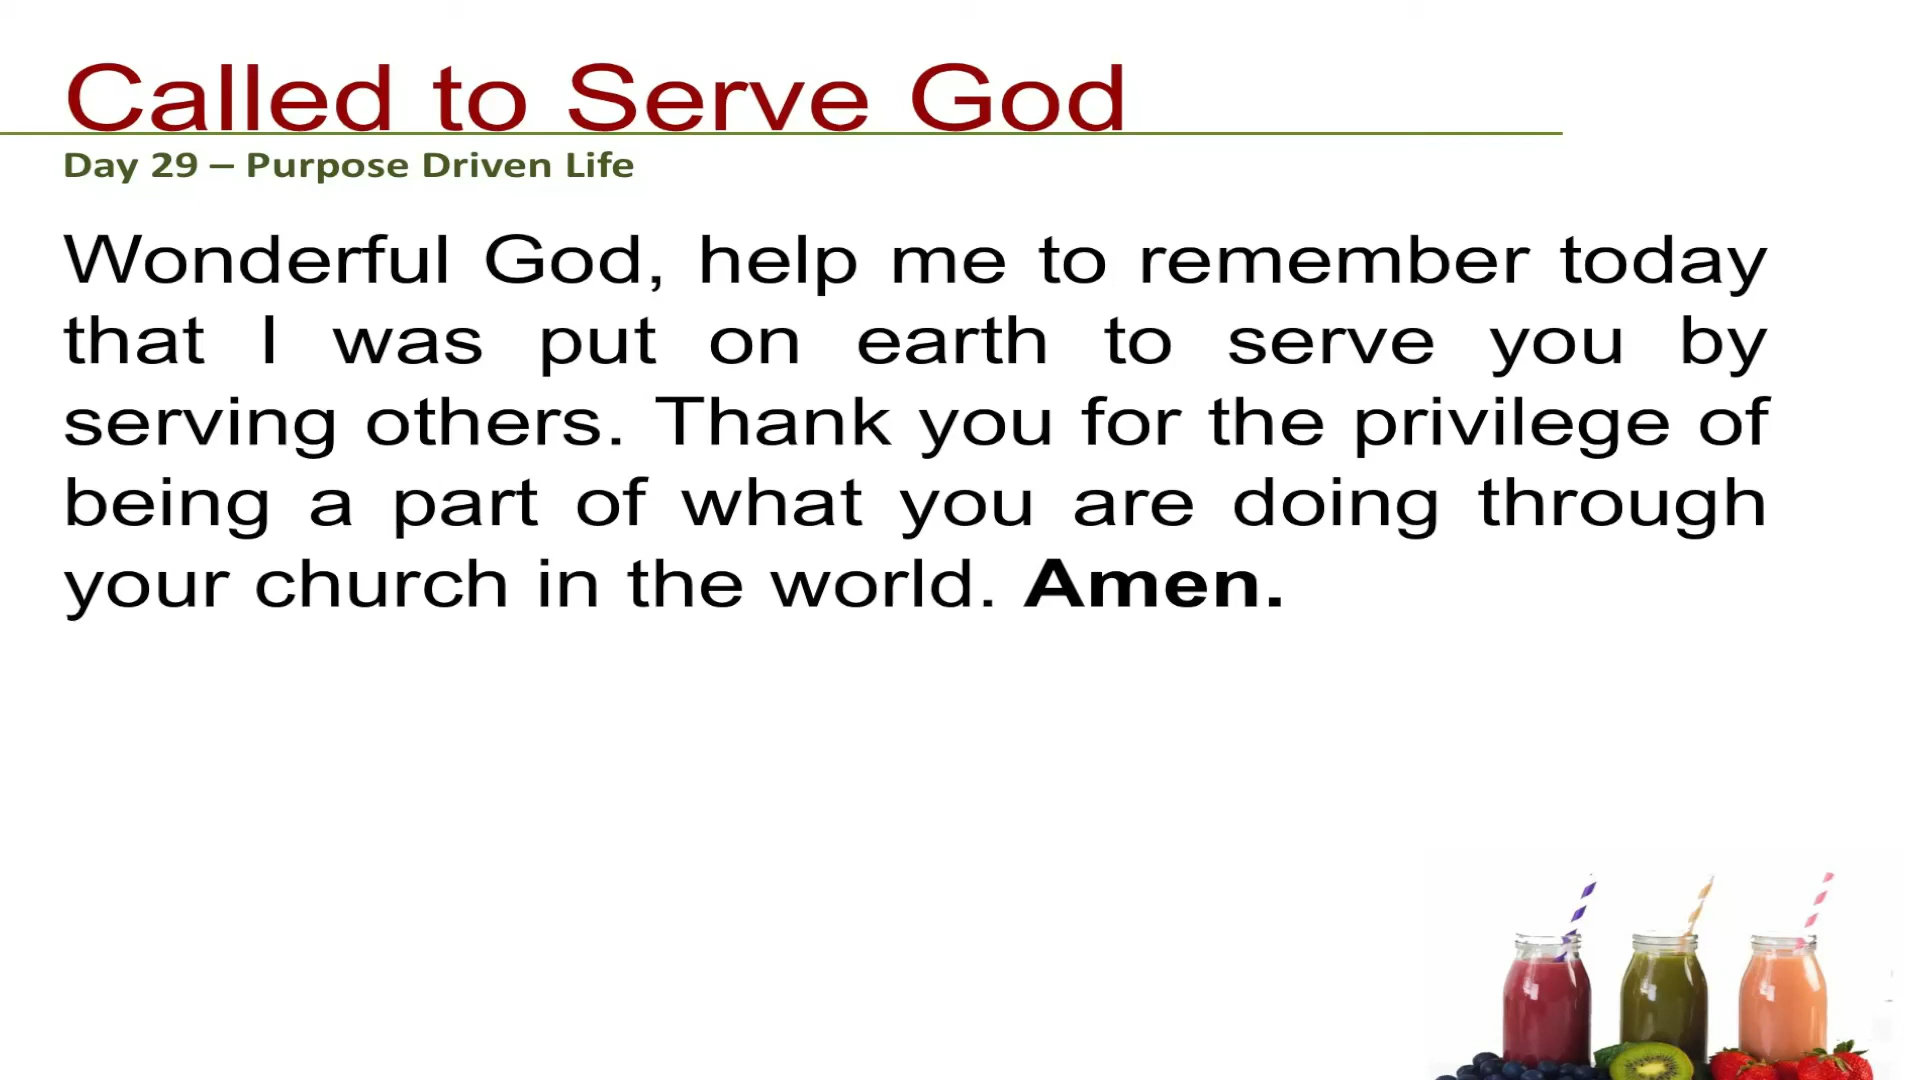 Called to Serve God
Day 29 – Purpose Driven Life
Wonderful God, help me to remember today
that I was put on earth to serve you by
serving others. Thank you for the privilege of
being a part of what you are doing through
your church in the world. Amen.